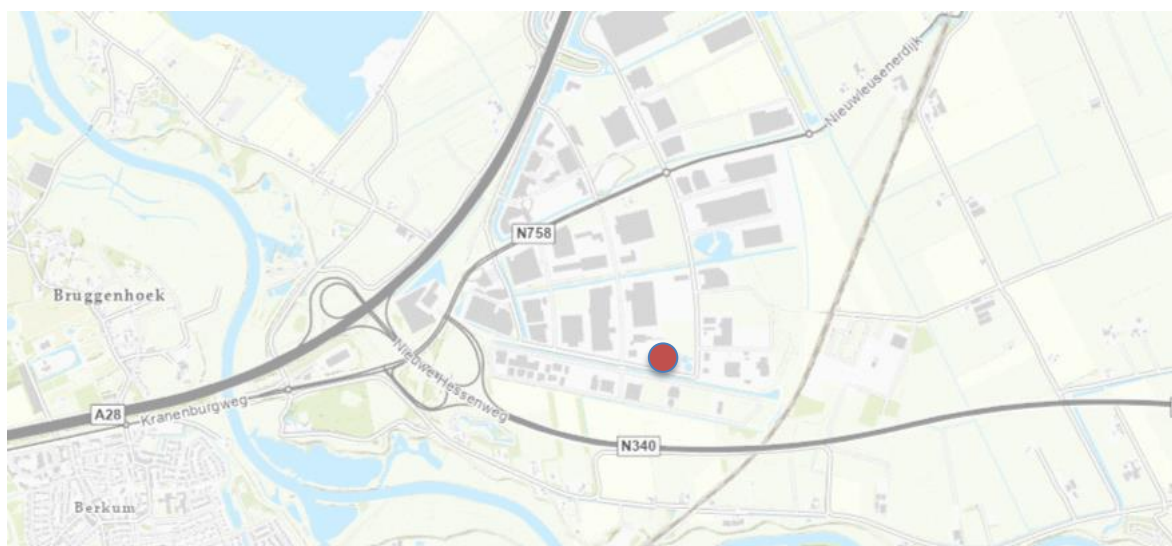 Nieuwleusenerdijk
N758
Bruggenhoek
Nieuwe Hessenweg
A28
Kranenburgweg
N340
Berkum